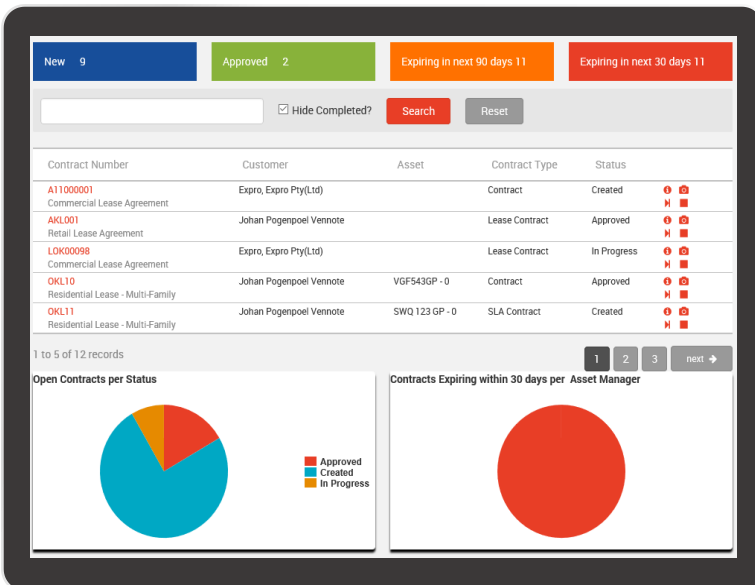 New 9
Approved 2
Expiring in next 90 days 11
Expiring in next 30 days 11
Hide Completed?
Search
Reset
Contract Number Customer Asset Contract Type Status
A11000001 Expro, Expro Pty(Ltd) Contract Created
Commercial Lease Agreement
AKL001 Johan Pogenpoel Vennote Lease Contract Approved
Retail Lease Agreement
LOK00098 Expro, Expro Pty(Ltd) Lease Contract In Progress
Commercial Lease Agreement
OKL10 Johan Pogenpoel Vennote VGF543GP - 0 Contract Approved
Residential Lease - Multi-Family
OKL11 Johan Pogenpoel Vennote SWQ 123 GP - 0 SLA Contract Created
Residential Lease - Multi-Family
1 to 5 of 12 records
1 2 3 next
Open Contracts per Status
Approved
Created
In Progress
Contracts Expiring within 30 days per Asset Manager